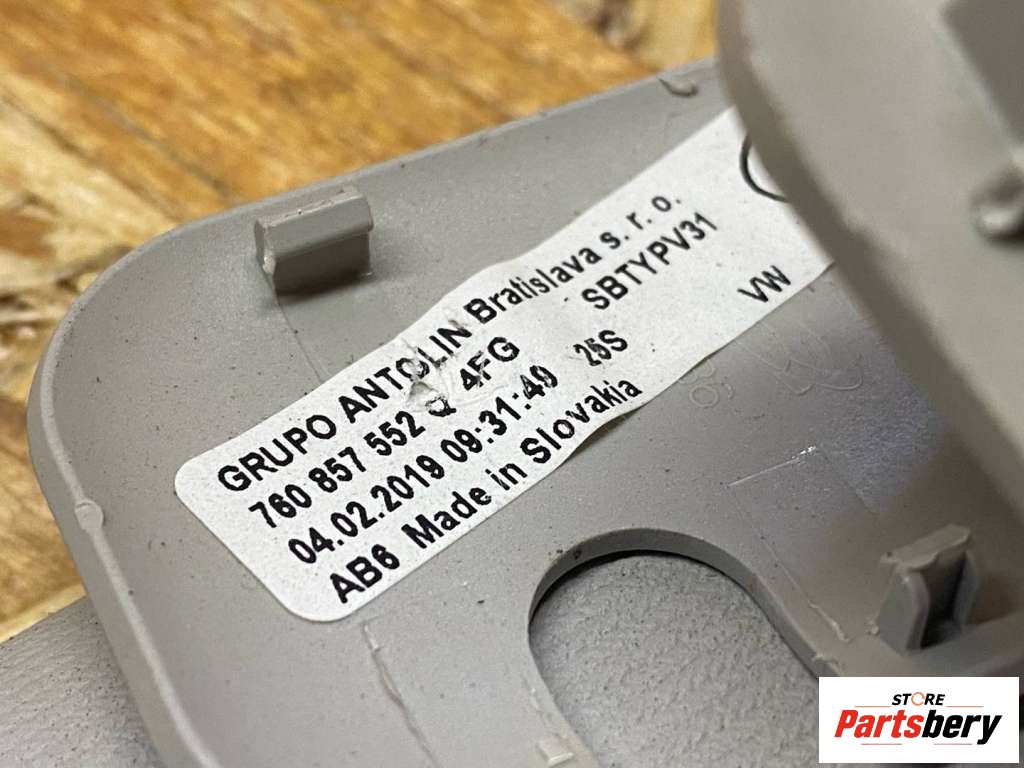 GRUPO ANTOLIN Bratislava s. r. o.
760 857 552 Q 4FG SBTYPV31
04.02.2019 09:31:49 25S VW
AB6 Made in Slovakia
STORE
Partsbery